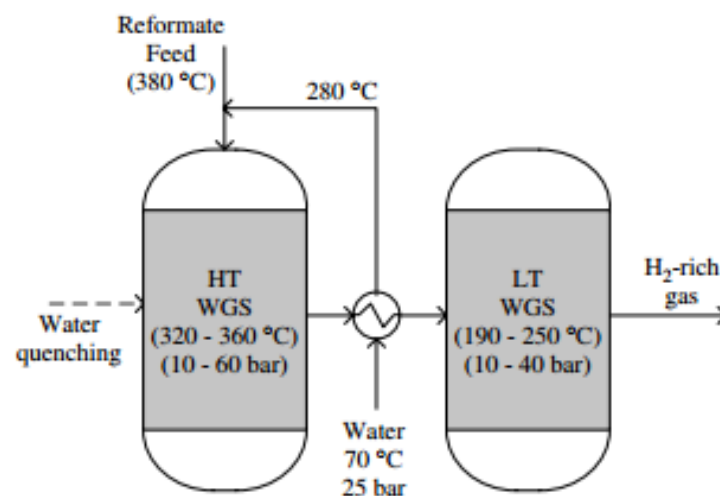 Reformate
Feed
(380 °C)
280 °C
HT
WGS
(320 - 360 °C)
(10 - 60 bar)
Water
quenching
Water
70 °C
25 bar
LT
WGS
(190 - 250 °C)
(10 - 40 bar)
H₂-rich
gas